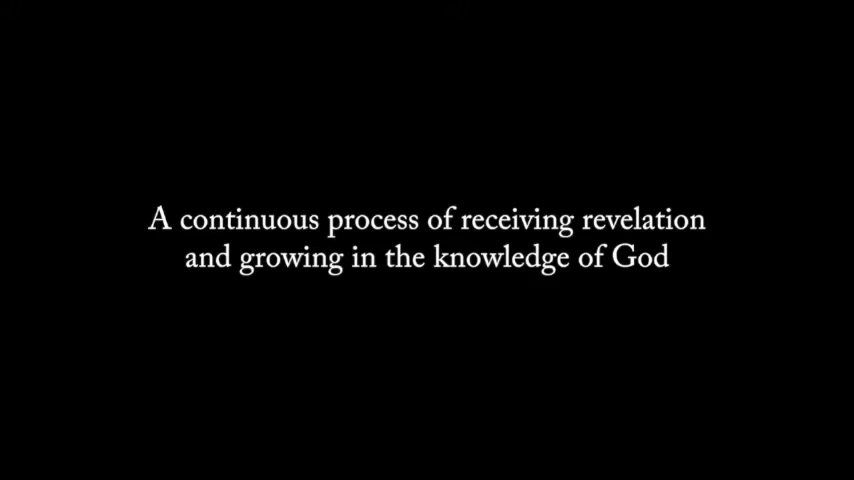 A continuous process of receiving revelation
and growing in the knowledge of God